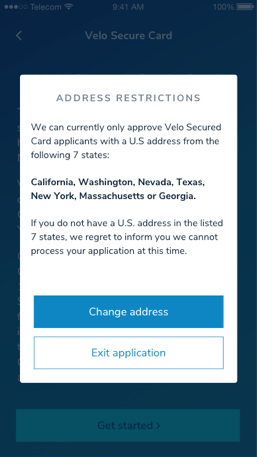 Telecom 9:41 AM 100%
Velo Secure Card
ADDRESS RESTRICTIONS
We can currently only approve Velo Secured
Card applicants with a U.S address from the
following 7 states:
California, Washington, Nevada, Texas,
New York, Massachusetts or Georgia.
If you do not have a U.S. address in the listed
7 states, we regret to inform you we cannot
process your application at this time.
Change address
Exit application
Get started >